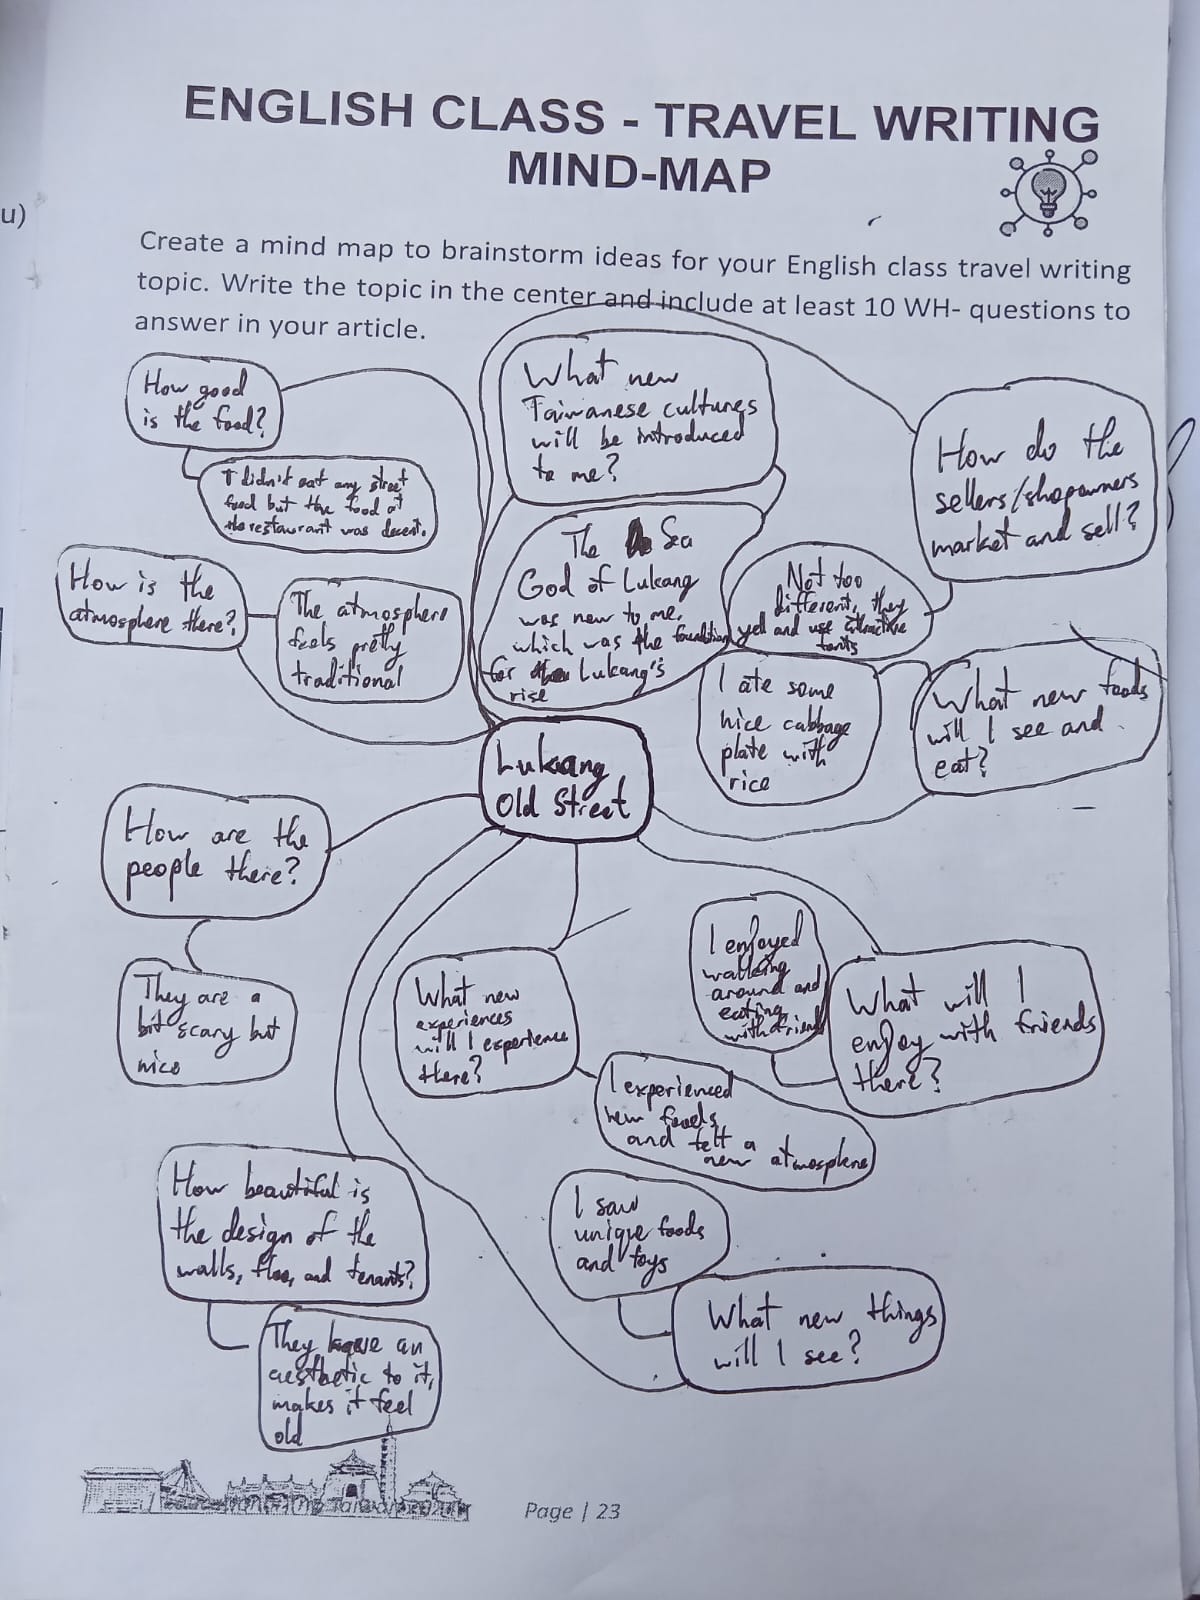 u)
ENGLISH CLASS - TRAVEL WRITING
MIND-MAP
Create a mind map to brainstorm ideas for your English class travel writing
topic. Write the topic in the center and include at least 10 WH- questions to
answer in your article.
How good
is the food?
I didn't eat any street
food but the food at
the restaurant was decent.
What new
Taiwanese cultures
will be introduced
to me?
The Sea
God of Lukang
was new to me,
which was the foundation
for Lukang's
rise
How do the
sellers/shopowners
market and sell?
Not too
different, they
yell and use attractive
How is the
atmosphere there?
The atmosphere
feels pretty
traditional
I ate some
nice cabbage
plate with
rice
What new foods
will I see and
eat?
Lukang
Old Street
How are the
people there?
They are a
bit scary but
nice
What new
experiences
will I experience
there?
I experienced
new foods
and felt a
new atmosphere
I enjoyed
walking
around and
eating
with friends
What will I
enjoy with friends
there?
How beautiful is
the design of the
walls, floo, and tenants?
They have an
aesthetic to it,
makes it feel
old
I saw
unique foods
and toys
What new things
will I see?
Page | 23